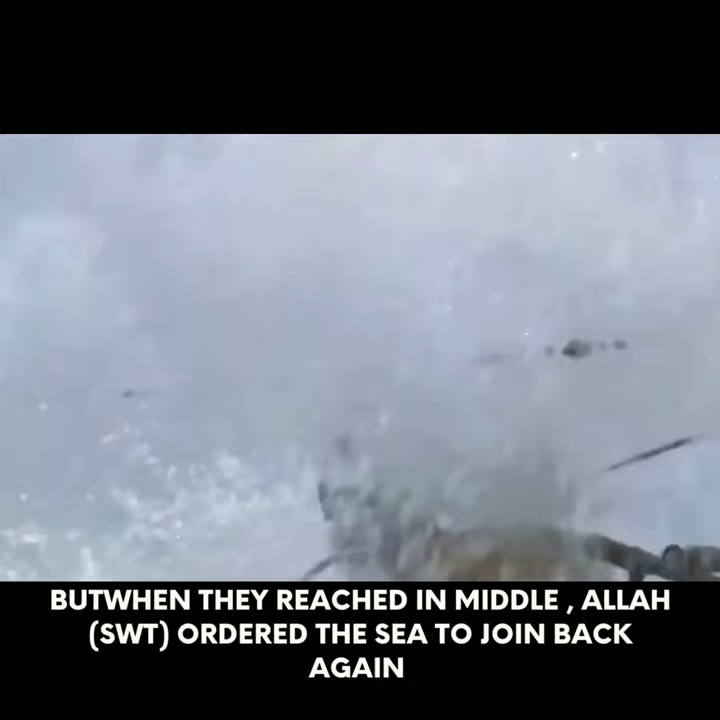 BUTWHEN THEY REACHED IN MIDDLE , ALLAH
(SWT) ORDERED THE SEA TO JOIN BACK
AGAIN